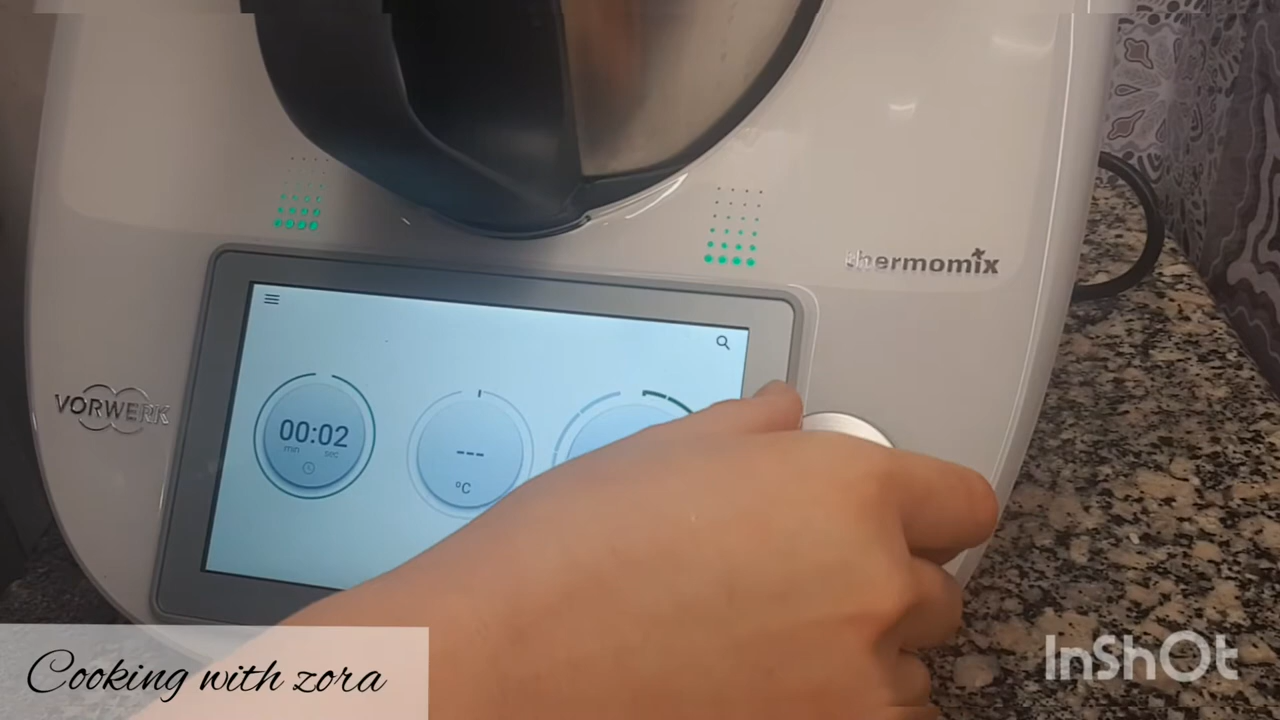 thermomix
VORWERK
00:02
min sec
---
°C
Cooking with zora
InShOt